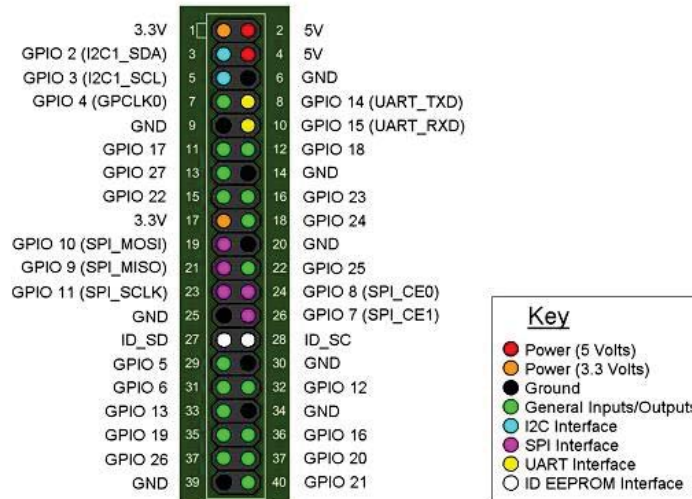 3.3V 1 2 5V
GPIO 2 (I2C1_SDA) 3 4 5V
GPIO 3 (I2C1_SCL) 5 6 GND
GPIO 4 (GPCLK0) 7 8 GPIO 14 (UART_TXD)
GND 9 10 GPIO 15 (UART_RXD)
GPIO 17 11 12 GPIO 18
GPIO 27 13 14 GND
GPIO 22 15 16 GPIO 23
3.3V 17 18 GPIO 24
GPIO 10 (SPI_MOSI) 19 20 GND
GPIO 9 (SPI_MISO) 21 22 GPIO 25
GPIO 11 (SPI_SCLK) 23 24 GPIO 8 (SPI_CE0)
GND 25 26 GPIO 7 (SPI_CE1)
ID_SD 27 28 ID_SC
GPIO 5 29 30 GND
GPIO 6 31 32 GPIO 12
GPIO 13 33 34 GND
GPIO 19 35 36 GPIO 16
GPIO 26 37 37 GPIO 20
GND 39 40 GPIO 21
Key
Power (5 Volts)
Power (3.3 Volts)
Ground
General Inputs/Outputs
I2C Interface
SPI Interface
UART Interface
ID EEPROM Interface